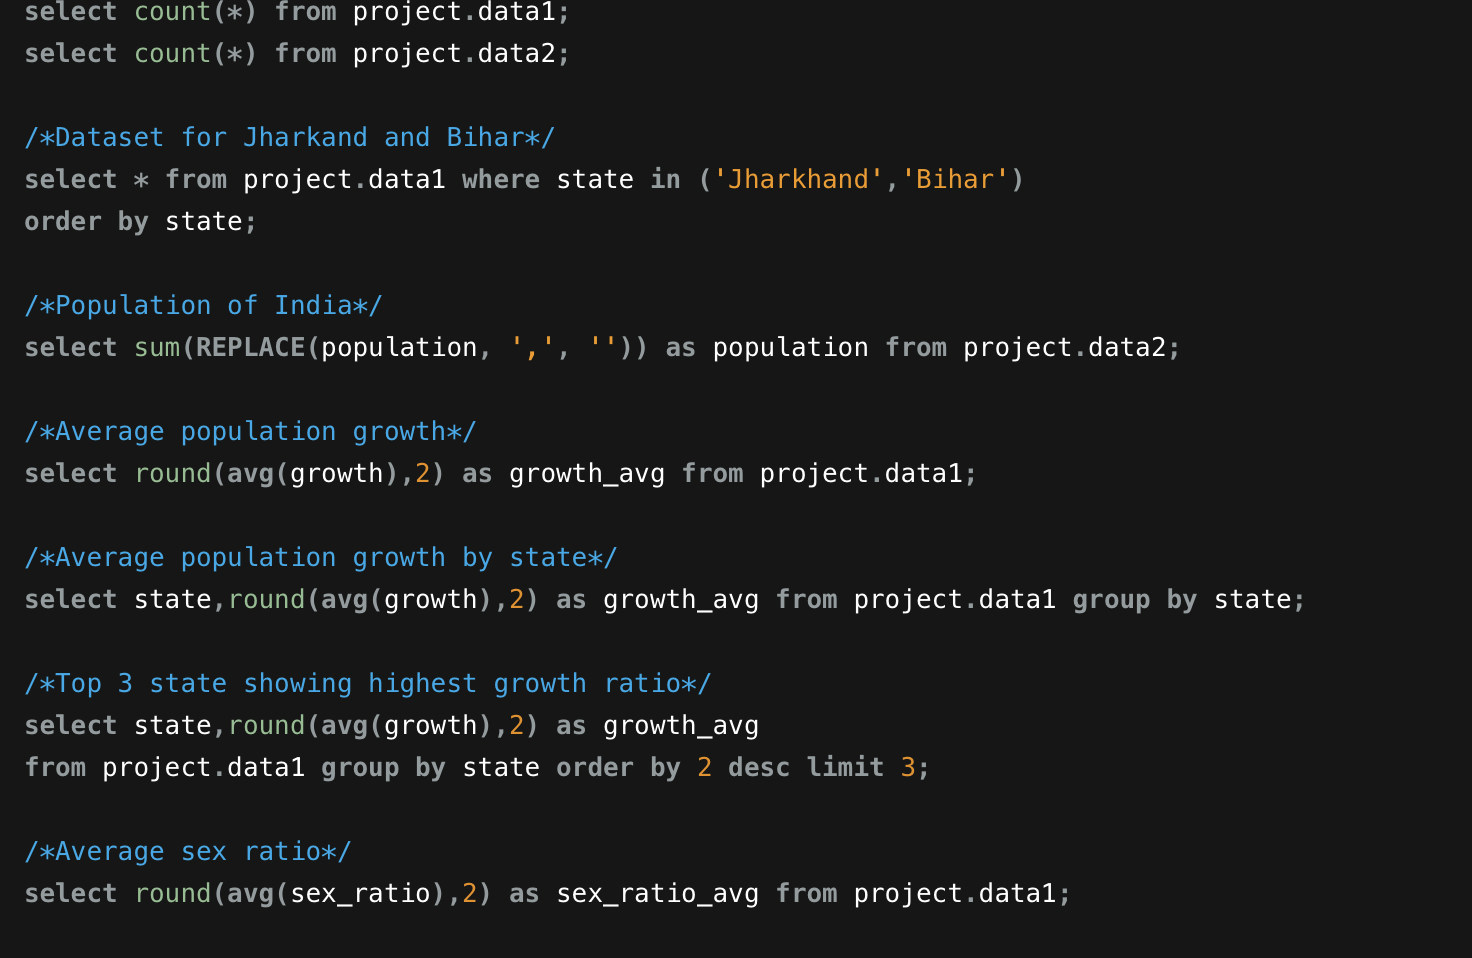 select count(*) from project.data1;
select count(*) from project.data2;
/*Dataset for Jharkand and Bihar*/
select * from project.data1 where state in ('Jharkhand','Bihar')
order by state;
/*Population of India*/
select sum(REPLACE(population, ',', '')) as population from project.data2;
/*Average population growth*/
select round(avg(growth),2) as growth_avg from project.data1;
/*Average population growth by state*/
select state,round(avg(growth),2) as growth_avg from project.data1 group by state;
/*Top 3 state showing highest growth ratio*/
select state,round(avg(growth),2) as growth_avg
from project.data1 group by state order by 2 desc limit 3;
/*Average sex ratio*/
select round(avg(sex_ratio),2) as sex_ratio_avg from project.data1;